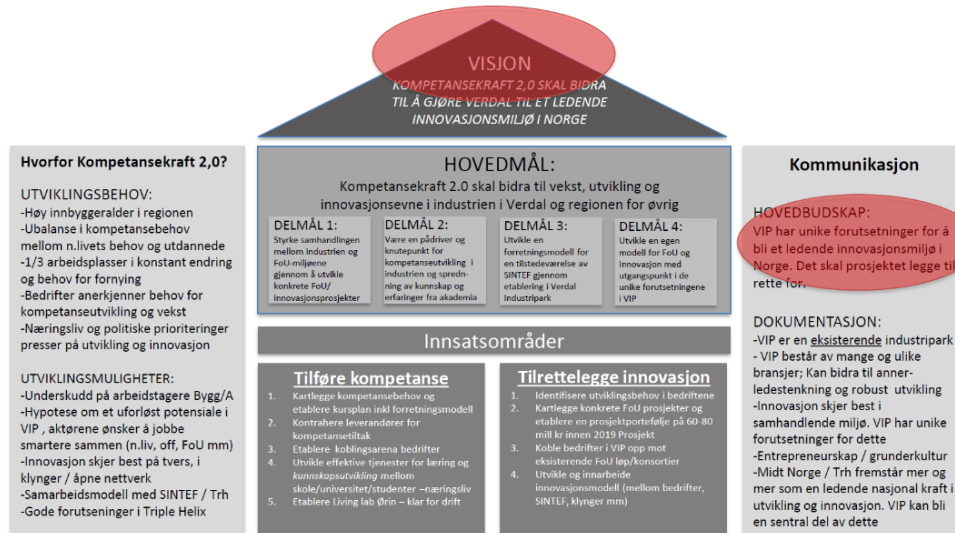 VISJON
KOMPETANSEKRAFT 2,0 SKAL BIDRA
TIL Å GJØRE VERDAL TIL ET LEDENDE
INNOVASJONSMILJØ I NORGE
Hvorfor Kompetansekraft 2,0?
UTVIKLINGSBEHOV:
-Høy innbyggeralder i regionen
-Ubalanse i kompetansebehov
mellom n.livets behov og utdannede
-1/3 arbeidsplasser i konstant endring
og behov for fornying
-Bedrifter anerkjenner behov for
kompetanseutvikling og vekst
-Næringsliv og politiske prioriteringer
presser på utvikling og innovasjon
UTVIKLINGSMULIGHETER:
-Underskudd på arbeidstagere Bygg/A
-Hypotese om et uforløst potensiale i
VIP , aktørene ønsker å jobbe
smartere sammen (n.liv, off, FoU mm)
-Innovasjon skjer best på tvers, i
klynger / åpne nettverk
-Samarbeidsmodell med SINTEF / Trh
-Gode forutseninger i Triple Helix
HOVEDMÅL:
Kompetansekraft 2.0 skal bidra til vekst, utvikling og
innovasjonsevne i industrien i Verdal og regionen for øvrig
DELMÅL 1:
Styrke samhandlingen
mellom industrien og
FoU-miljøene
gjennom å utvikle
konkrete FoU/
innovasjonsprosjekter
DELMÅL 2:
Være en pådriver og
knutepunkt for
kompetanseutvikling i
industrien og spredn-
ning av kunnskap og
erfaringer fra akademia
DELMÅL 3:
Utvikle en
forretningsmodell for
en tilstedeværelse av
SINTEF gjennom
etablering i Verdal
Industripark
DELMÅL 4:
Utvikle en egen
modell for FoU og
innovasjon med
utgangspunkt i de
unike forutsetningene
i VIP
Innsatsområder
Tilføre kompetanse
1. Kartlegge kompetansebehov og
etablere kursplan inkl forretningsmodell
2. Kontrahere leverandører for
kompetansetiltak
3. Etablere koblingsarena bedrifter
4. Utvikle effektive tjenester for læring og
kunnskapsutvikling mellom
skole/universitet/studenter –næringsliv
5. Etablere Living lab Ørin – klar for drift
Tilrettelegge innovasjon
1. Identifisere utviklingsbehov i bedriftene
2. Kartlegge konkrete FoU prosjekter og
etablere en prosjektportefølje på 60-80
mill kr innen 2019 Prosjekt
3. Koble bedrifter i VIP opp mot
eksisterende FoU løp/konsortier
4. Utvikle og innarbeide
innovasjonsmodell (mellom bedrifter,
SINTEF, klynger mm)
Kommunikasjon
HOVEDBUDSKAP:
VIP har unike forutsetninger for å
bli et ledende innovasjonsmiljø i
Norge. Det skal prosjektet legge til
rette for.
DOKUMENTASJON:
-VIP er en eksisterende industripark
- VIP består av mange og ulike
bransjer; Kan bidra til anner-
ledestenkning og robust utvikling
-Innovasjon skjer best i
samhandlende miljø. VIP har unike
forutsetninger for dette
-Entrepreneurskap / grunderkultur
-Midt Norge / Trh fremstår mer og
mer som en ledende nasjonal kraft i
utvikling og innovasjon. VIP kan bli
en sentral del av dette